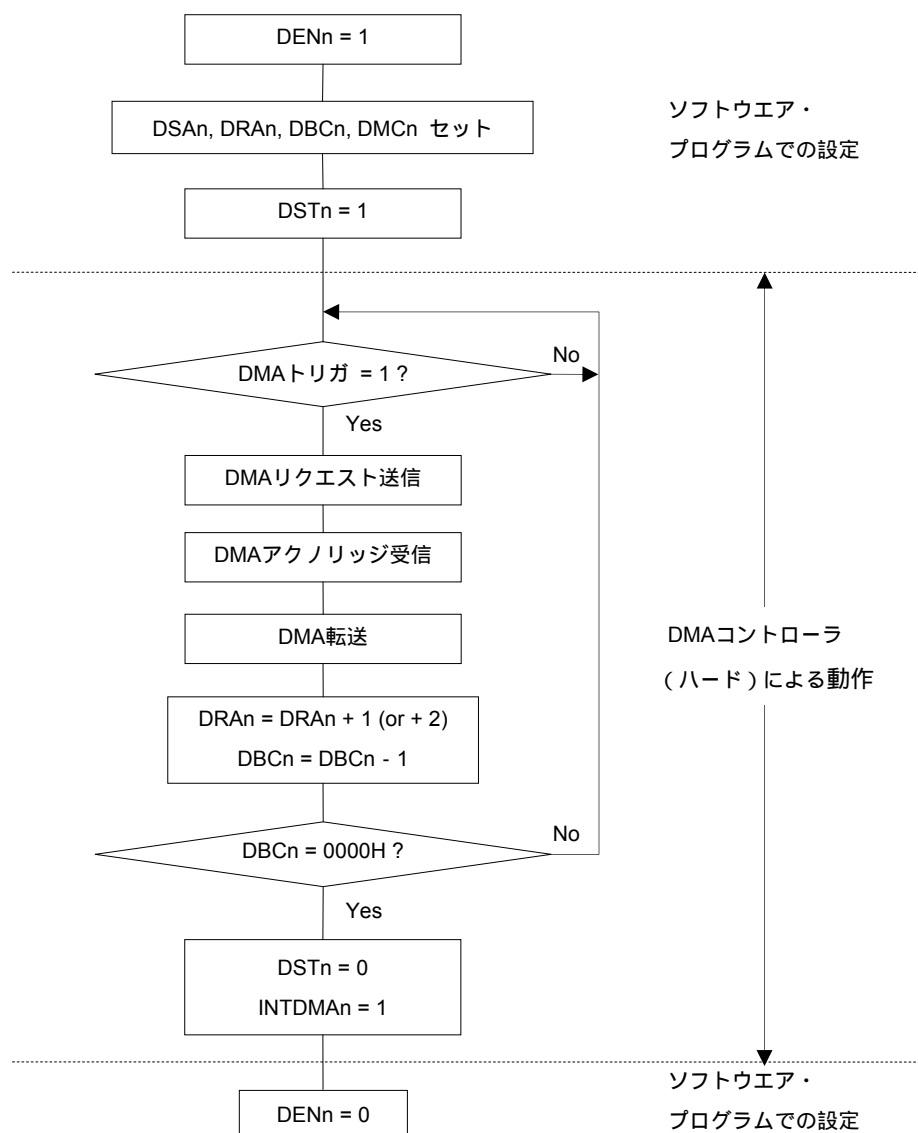 DENn = 1
DSAn, DRAn, DBCn, DMCn セット
ソフトウエア・
プログラムでの設定
DSTn = 1
No
DMAトリガ = 1 ?
Yes
DMAリクエスト送信
DMAアクノリッジ受信
DMA転送
DMAコントローラ
(ハード)による動作
DRAn = DRAn + 1 (or + 2)
DBCn = DBCn - 1
No
DBCn = 0000H ?
Yes
DSTn = 0
INTDMAn = 1
DENn = 0
ソフトウエア・
プログラムでの設定